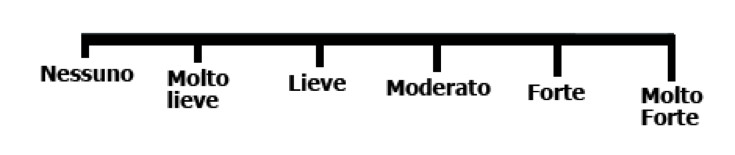 Nessuno
Molto
lieve
Lieve
Moderato
Forte
Molto
Forte